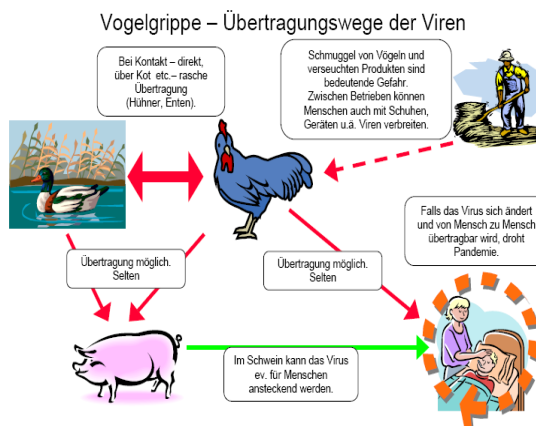 Vogelgrippe – Übertragungswege der Viren
Bei Kontakt – direkt,
über Kot etc.– rasche
Übertragung
(Hühner, Enten).
Schmuggel von Vögeln und
verseuchten Produkten sind
bedeutende Gefahr.
Zwischen Betrieben können
Menschen auch mit Schuhen,
Geräten u.ä. Viren verbreiten.
Falls das Virus sich ändert
und von Mensch zu Mensch
übertragbar wird, droht
Pandemie.
Übertragung möglich.
Selten
Übertragung möglich.
Selten
Im Schwein kann das Virus
ev. für Menschen
ansteckend werden.